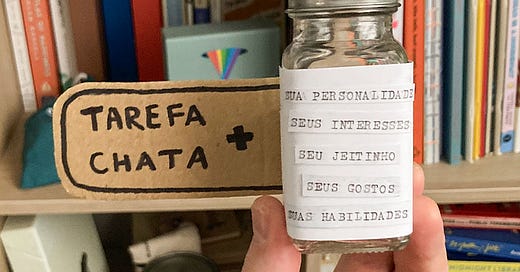 TAREFA
CHATA +
SUA PERSONALIDADE
SEUS INTERESSES
SEU JEITINHO
SEUS GOSTOS
SUAS HABILIDADES